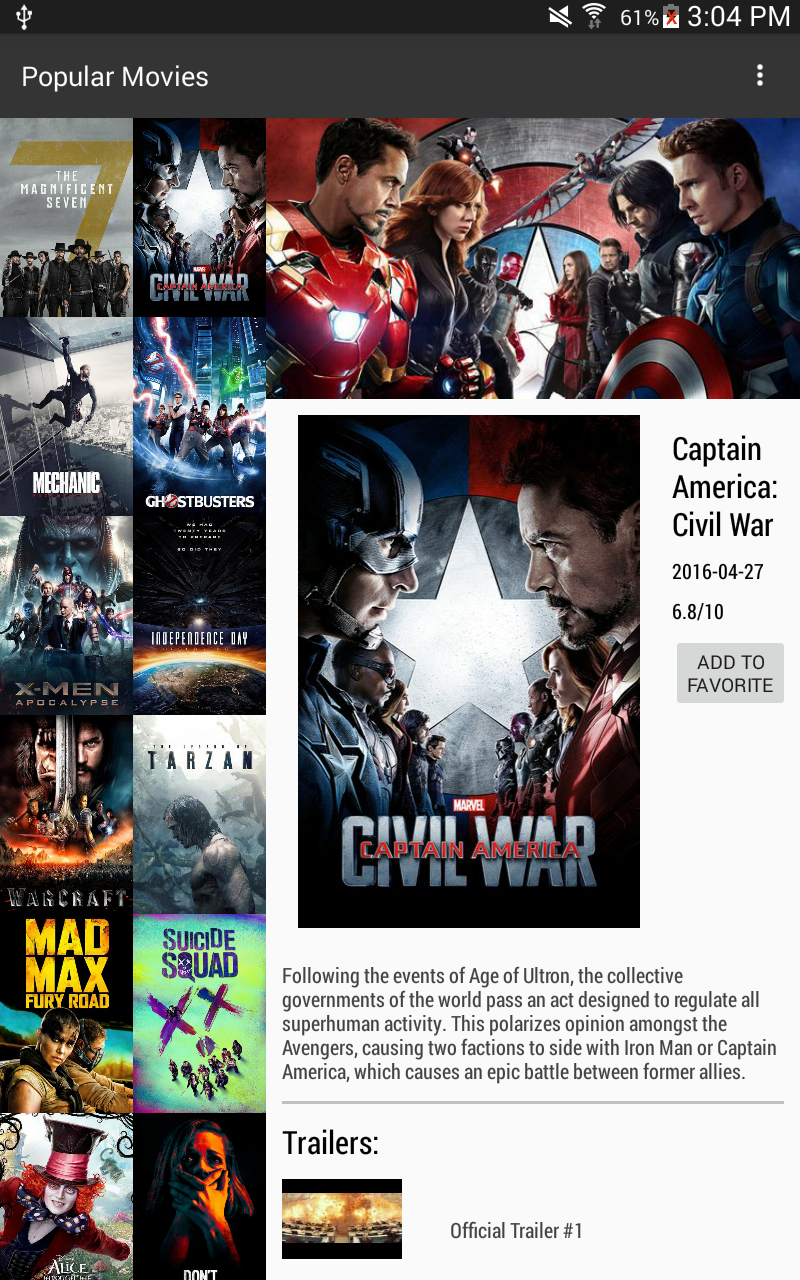 61%
3:04 PM
Popular Movies
THE
MAGNIFICENT
SEVEN
MARVEL
CIVIL WAR
CAPTAIN AMERICA
MECHANIC
GHOSTBUSTERS
X-MEN
APOCALYPSE
WE HAD
TWENTY YEARS
TO PREPARE
SO DID THEY
INDEPENDENCE DAY
WARCRAFT
THE LEGEND OF
TARZAN
MAD
MAX
FURY ROAD
SUICIDE
SQUAD
ALICE
THROUGH THE
DON'T
Captain
America:
Civil War
2016-04-27
6.8/10
ADD TO
FAVORITE
MARVEL
CIVIL WAR
CAPTAIN AMERICA
Following the events of Age of Ultron, the collective
governments of the world pass an act designed to regulate all
superhuman activity. This polarizes opinion amongst the
Avengers, causing two factions to side with Iron Man or Captain
America, which causes an epic battle between former allies.
Trailers:
Official Trailer #1